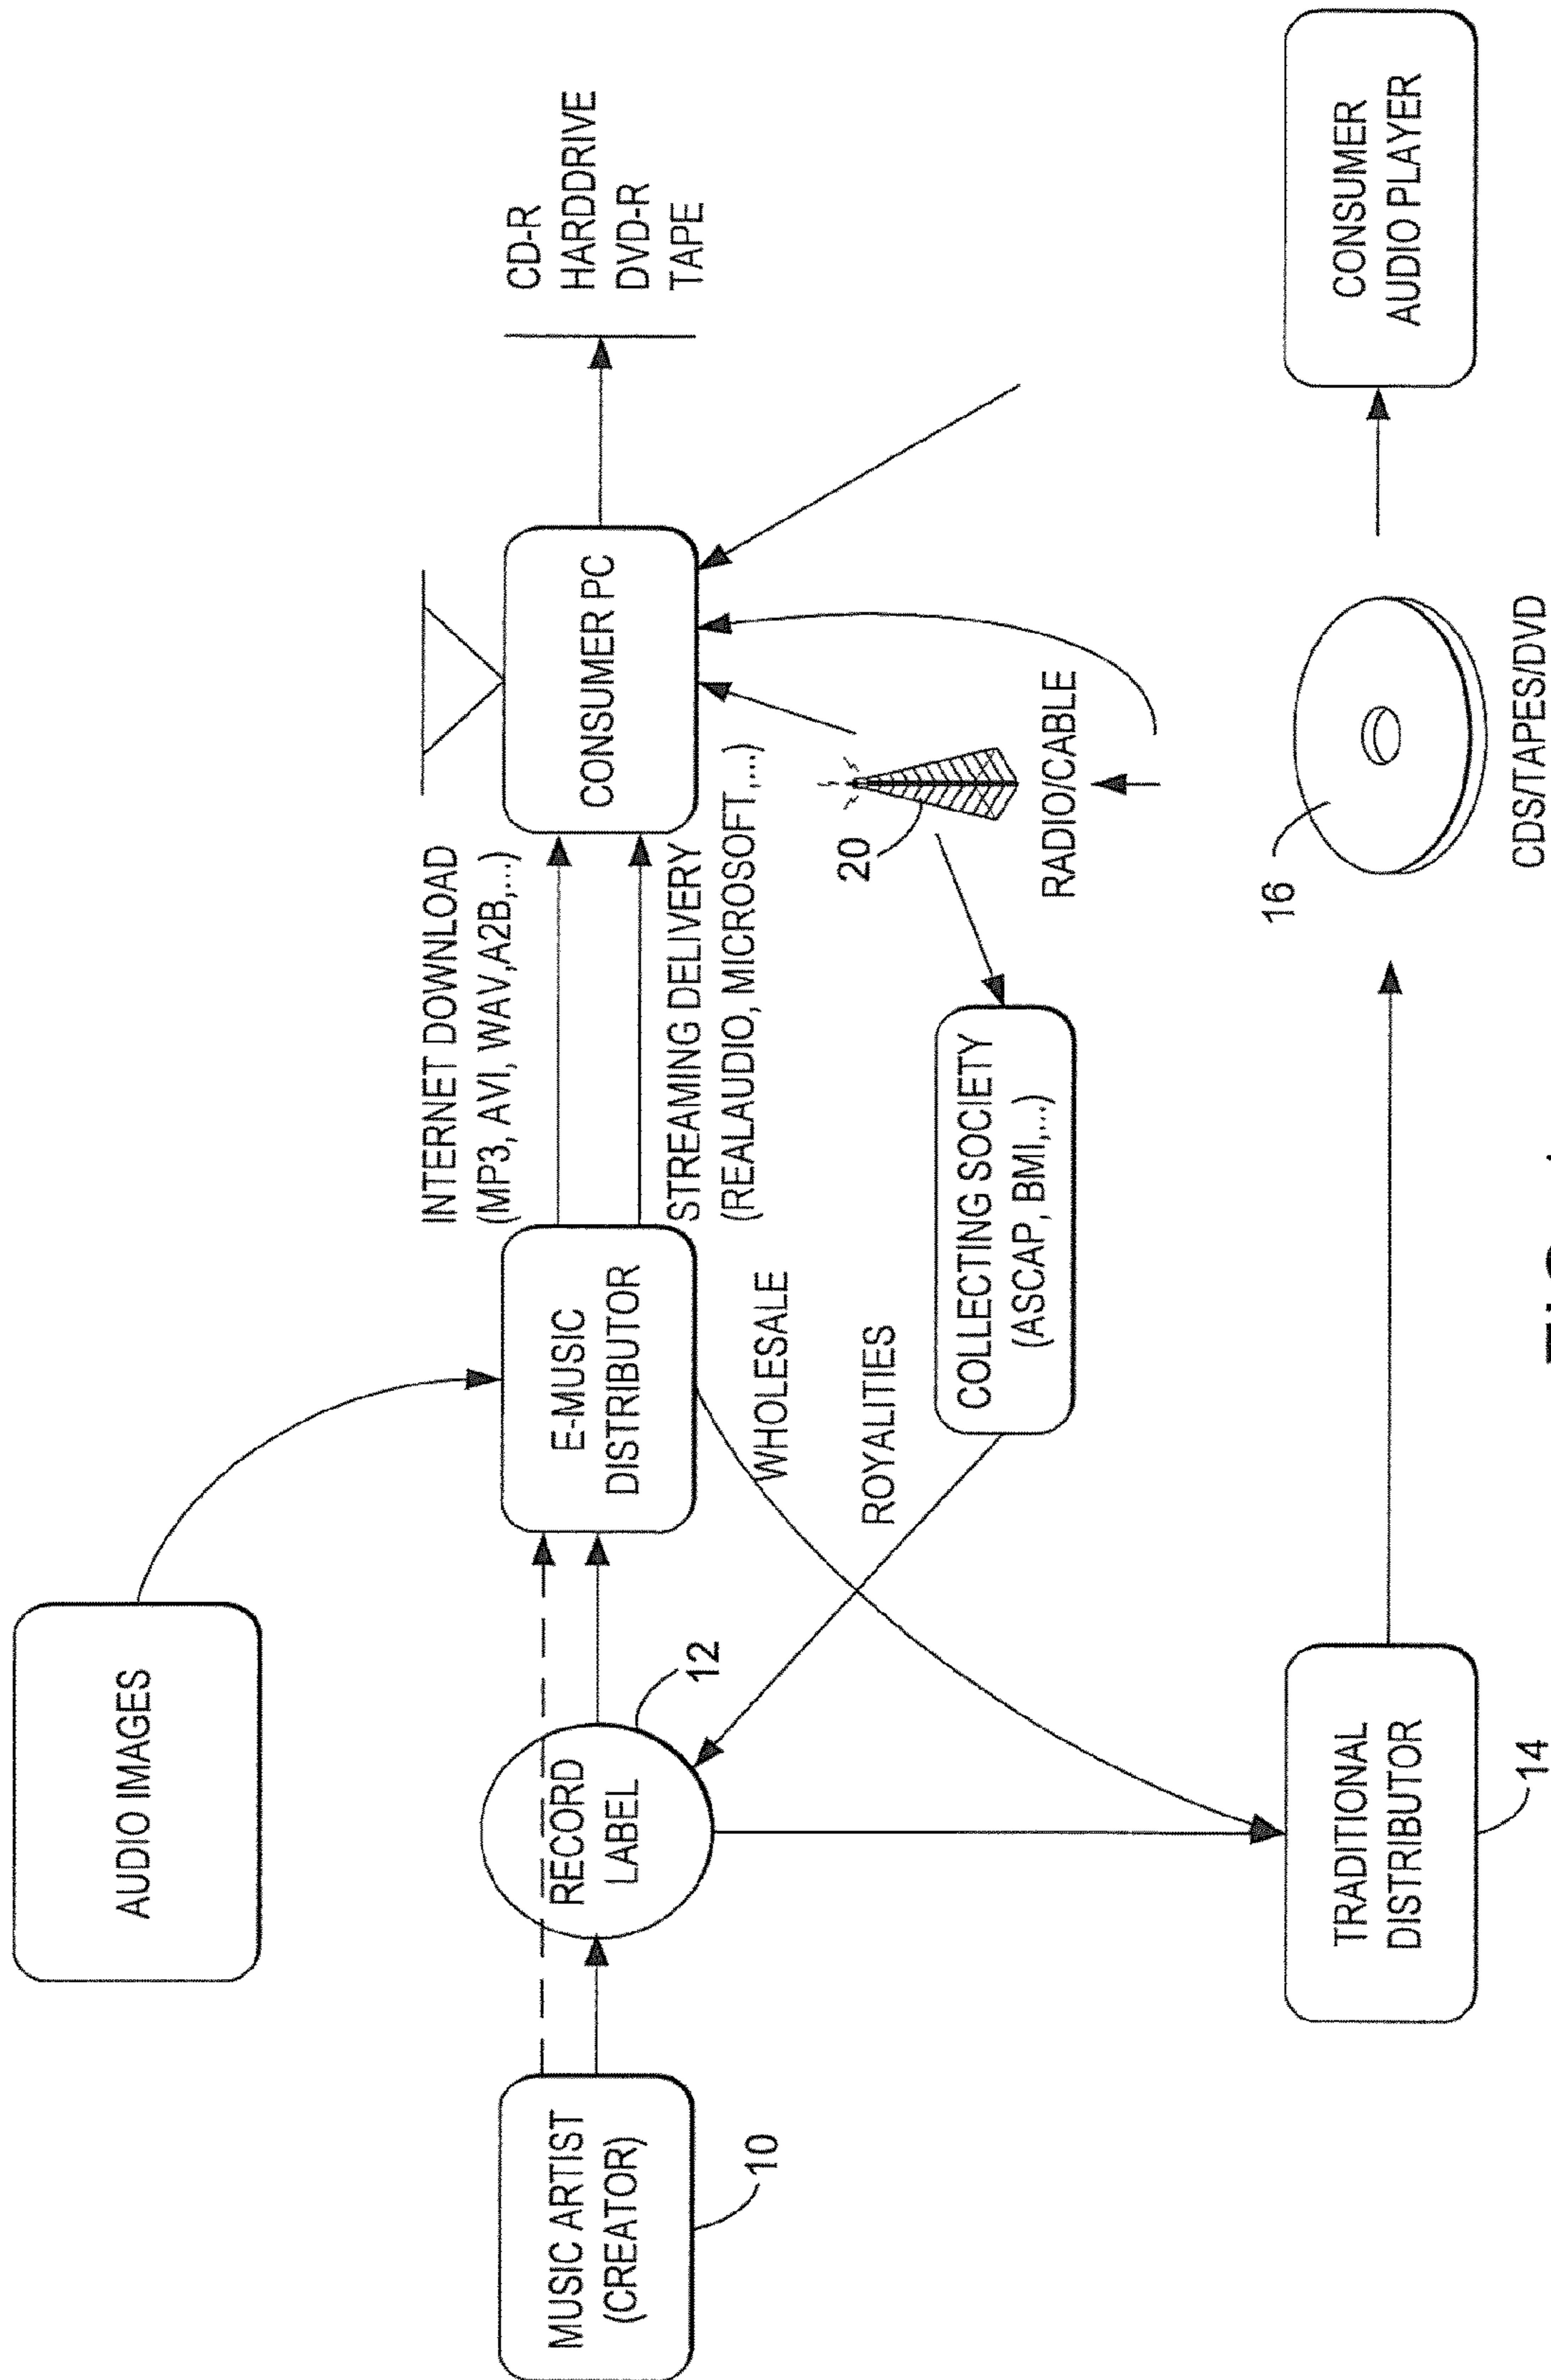 AUDIO IMAGES
MUSIC ARTIST
(CREATOR)
10
RECORD
LABEL
12
E-MUSIC
DISTRIBUTOR
INTERNET DOWNLOAD
(MP3, AVI, WAV,A2B,...)
STREAMING DELIVERY
(REALAUDIO, MICROSOFT,...)
CONSUMER PC
CD-R
HARDDRIVE
DVD-R
TAPE
WHOLESALE
ROYALITIES
COLLECTING SOCIETY
(ASCAP, BMI,...)
20
RADIO/CABLE
TRADITIONAL
DISTRIBUTOR
14
16
CDS/TAPES/DVD
CONSUMER
AUDIO PLAYER